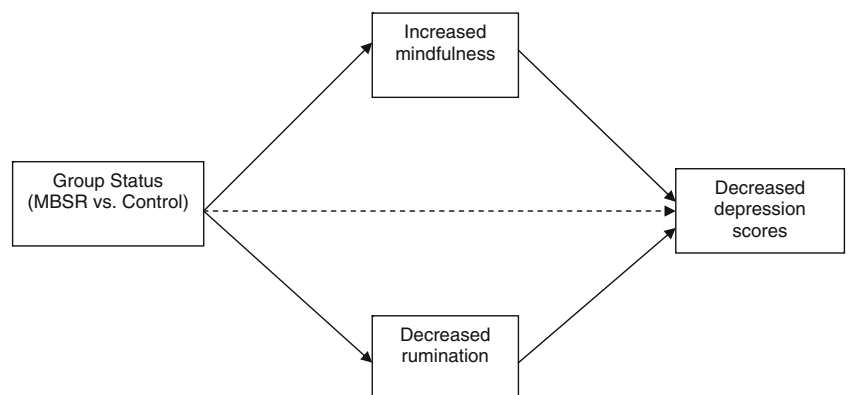 Increased
mindfulness
Group Status
(MBSR vs. Control)
Decreased
depression
scores
Decreased
rumination